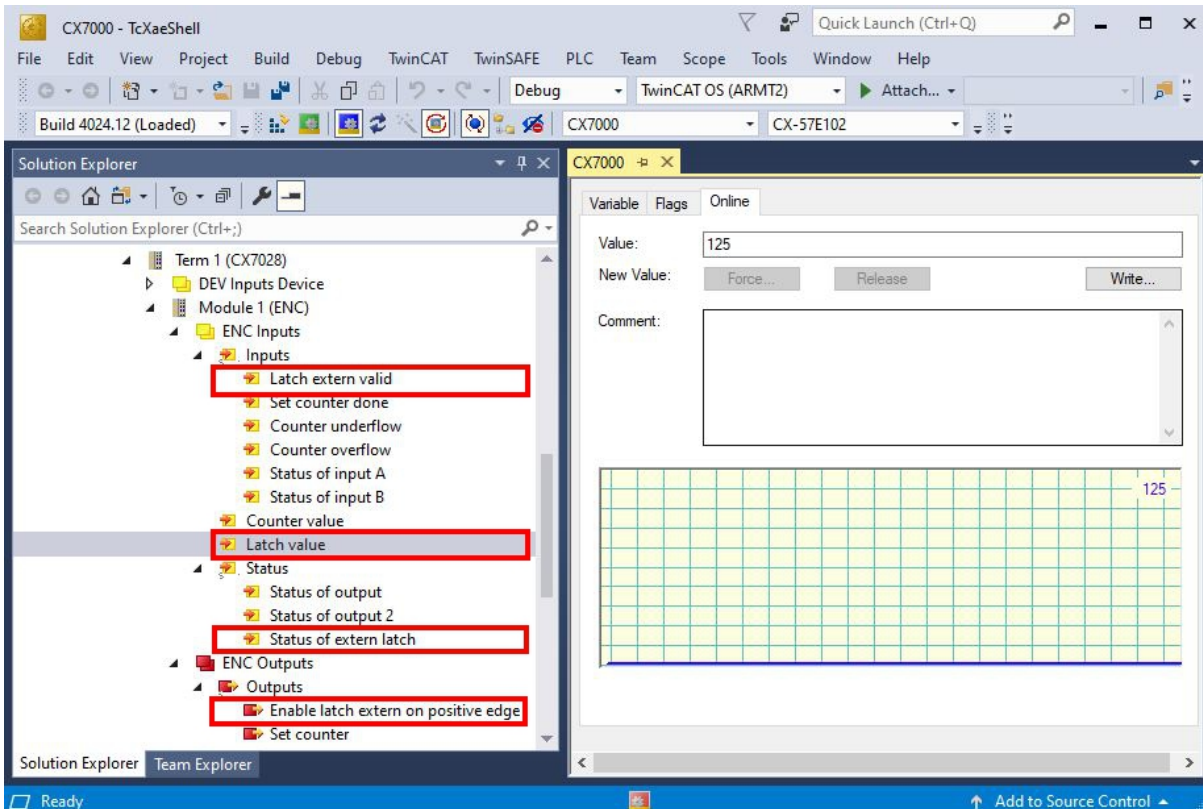 CX7000 - TcXaeShell
Quick Launch (Ctrl+Q)
File Edit View Project Build Debug TwinCAT TwinSAFE PLC Team Scope Tools Window Help
Debug TwinCAT OS (ARMT2) Attach...
Build 4024.12 (Loaded) CX7000 CX-57E102
Solution Explorer
CX7000
Search Solution Explorer (Ctrl+;)
Variable Flags Online
Term 1 (CX7028)
Value: 125
DEV Inputs Device
New Value: Force... Release Write...
Module 1 (ENC)
Comment:
ENC Inputs
Inputs
Latch extern valid
Set counter done
Counter underflow
Counter overflow
Status of input A
Status of input B
125
Counter value
Latch value
Status
Status of output
Status of output 2
Status of extern latch
ENC Outputs
Outputs
Enable latch extern on positive edge
Set counter
Solution Explorer Team Explorer
Ready Add to Source Control